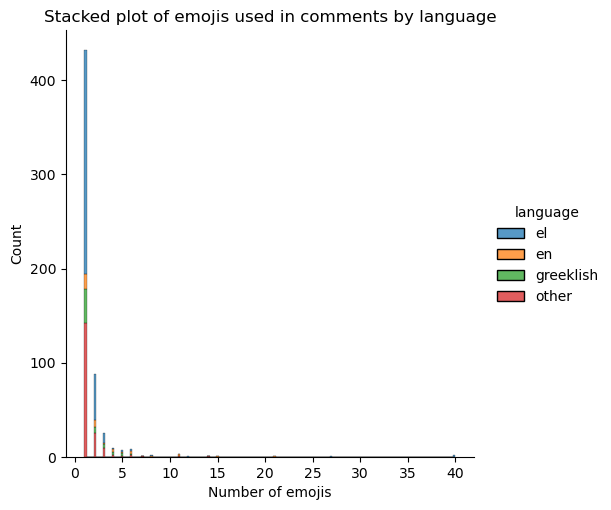 Stacked plot of emojis used in comments by language
400
300
200
100
0
Count
0 5 10 15 20 25 30 35 40
Number of emojis
language
el
en
greeklish
other